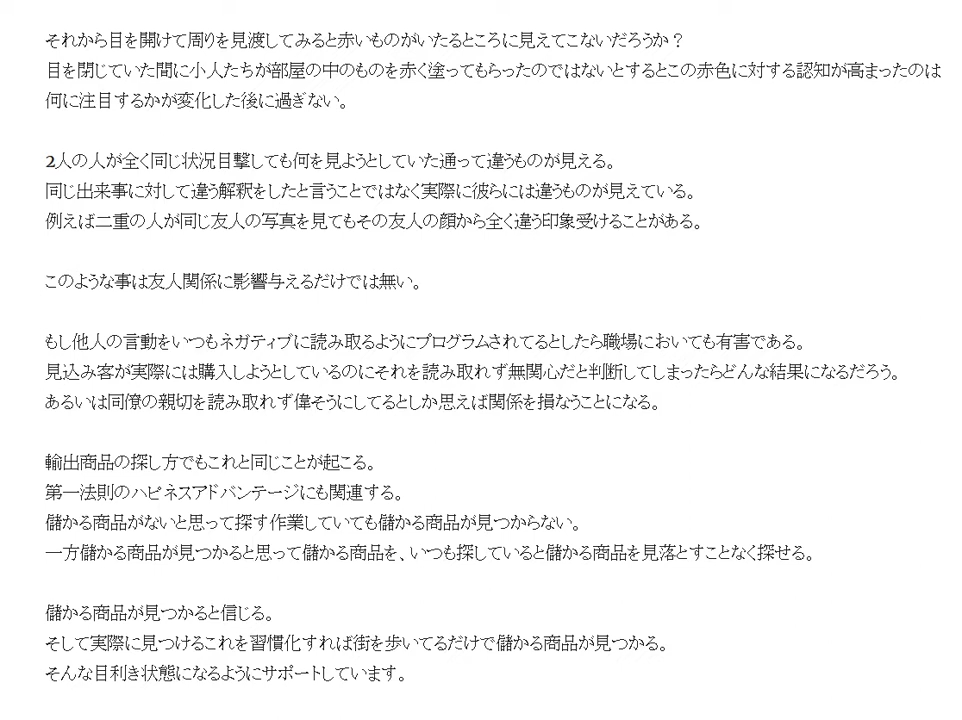 それから目を開けて周りを見渡してみると赤いものがいたるところに見えてこないだろうか？
目を閉じていた間に小人たちが部屋の中のものを赤く塗ってもらったのではないとするとこの赤色に対する認知が高まったのは
何に注目するかが変化した後に過ぎない。
2人の人が全く同じ状況目撃しても何を見ようとしていた通って違うものが見える。
同じ出来事に対して違う解釈をしたと言うことではなく実際に彼らには違うものが見えている。
例えば二重の人が同じ友人の写真を見てもその友人の顔から全く違う印象受けることがある。
このような事は友人関係に影響与えるだけでは無い。
もし他人の言動をいつもネガティブに読み取るようにプログラムされてるとしたら職場においても有害である。
見込み客が実際には購入しようとしているのにそれを読み取れず無関心だと判断してしまったらどんな結果になるだろう。
あるいは同僚の親切を読み取れず偉そうにしてるとしか思えば関係を損なうことになる。
輸出商品の探し方でもこれと同じことが起こる。
第一法則のハピネスアドバンテージにも関連する。
儲かる商品がないと思って探す作業していても儲かる商品が見つからない。
一方儲かる商品が見つかると思って儲かる商品を、いつも探していると儲かる商品を見落とすことなく探せる。
儲かる商品が見つかると信じる。
そして実際に見つけるこれを習慣化すれば街を歩いてるだけで儲かる商品が見つかる。
そんな目利き状態になるようにサポートしています。